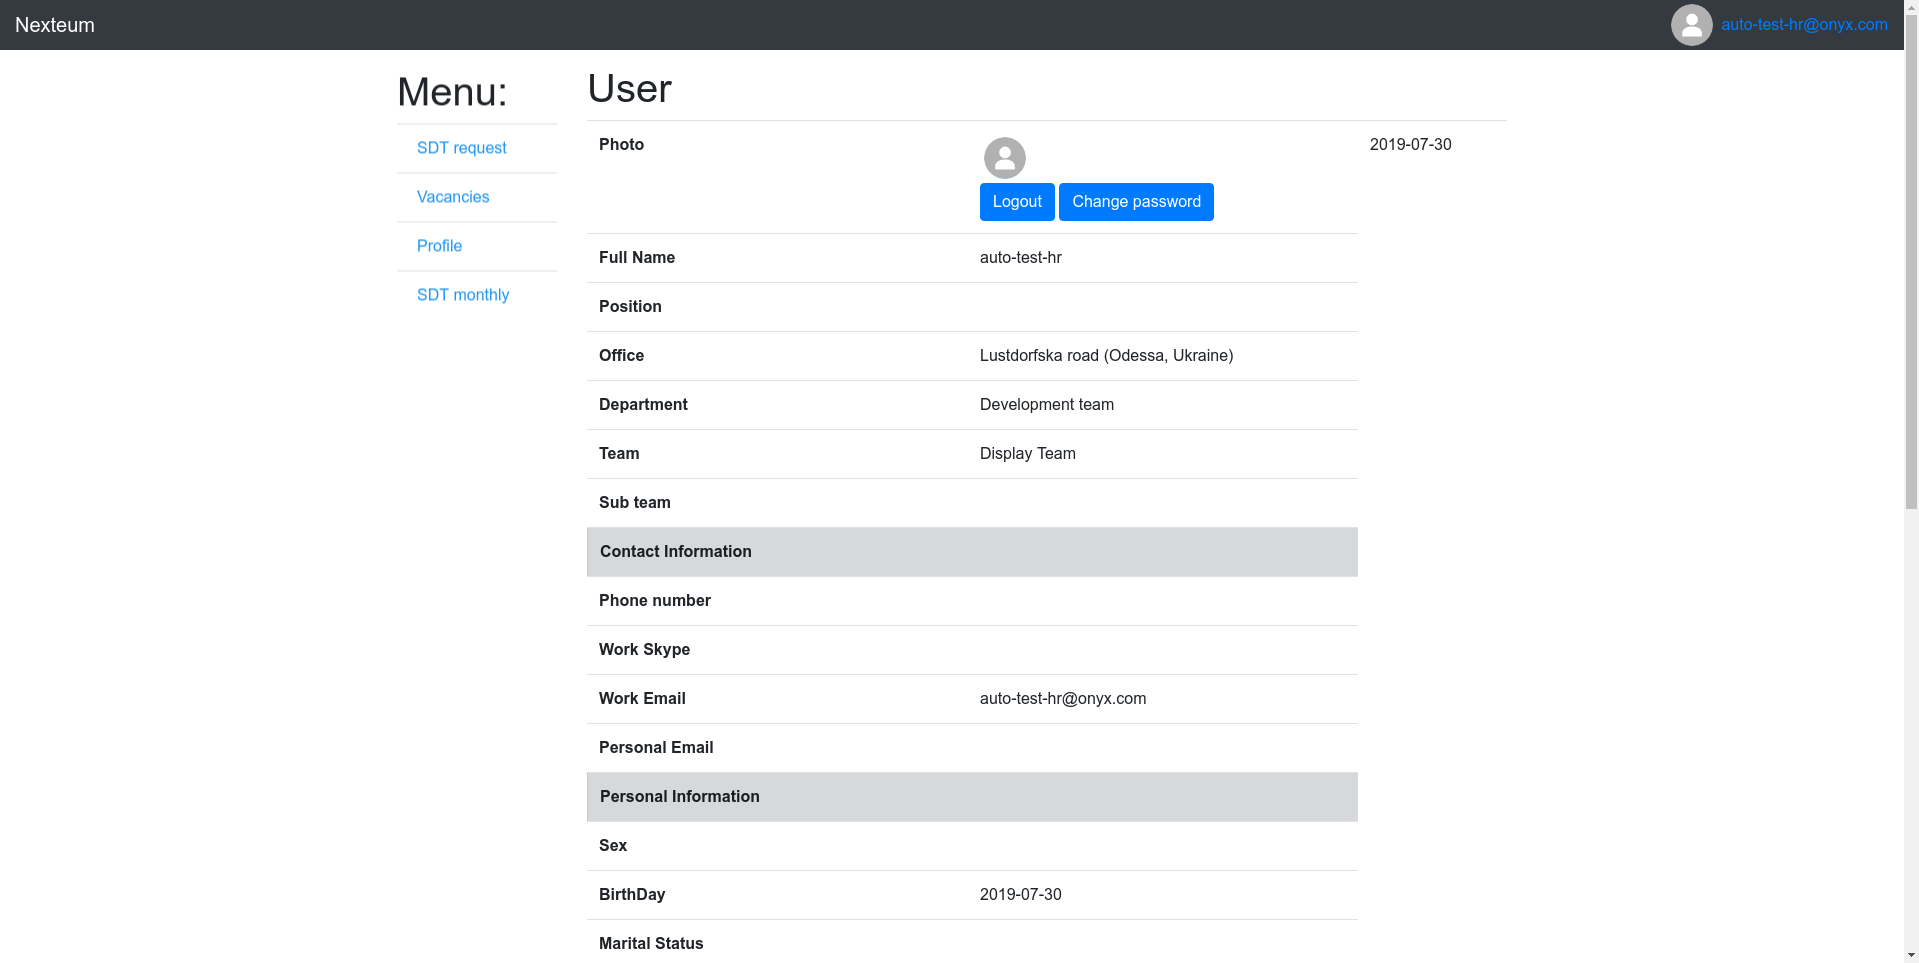 Nexteum
auto-test-hr@onyx.com
Menu:
SDT request
Vacancies
Profile
SDT monthly
User
Photo
2019-07-30
Logout Change password
Full Name auto-test-hr
Position
Office Lustdorfska road (Odessa, Ukraine)
Department Development team
Team Display Team
Sub team
Contact Information
Phone number
Work Skype
Work Email auto-test-hr@onyx.com
Personal Email
Personal Information
Sex
BirthDay 2019-07-30
Marital Status